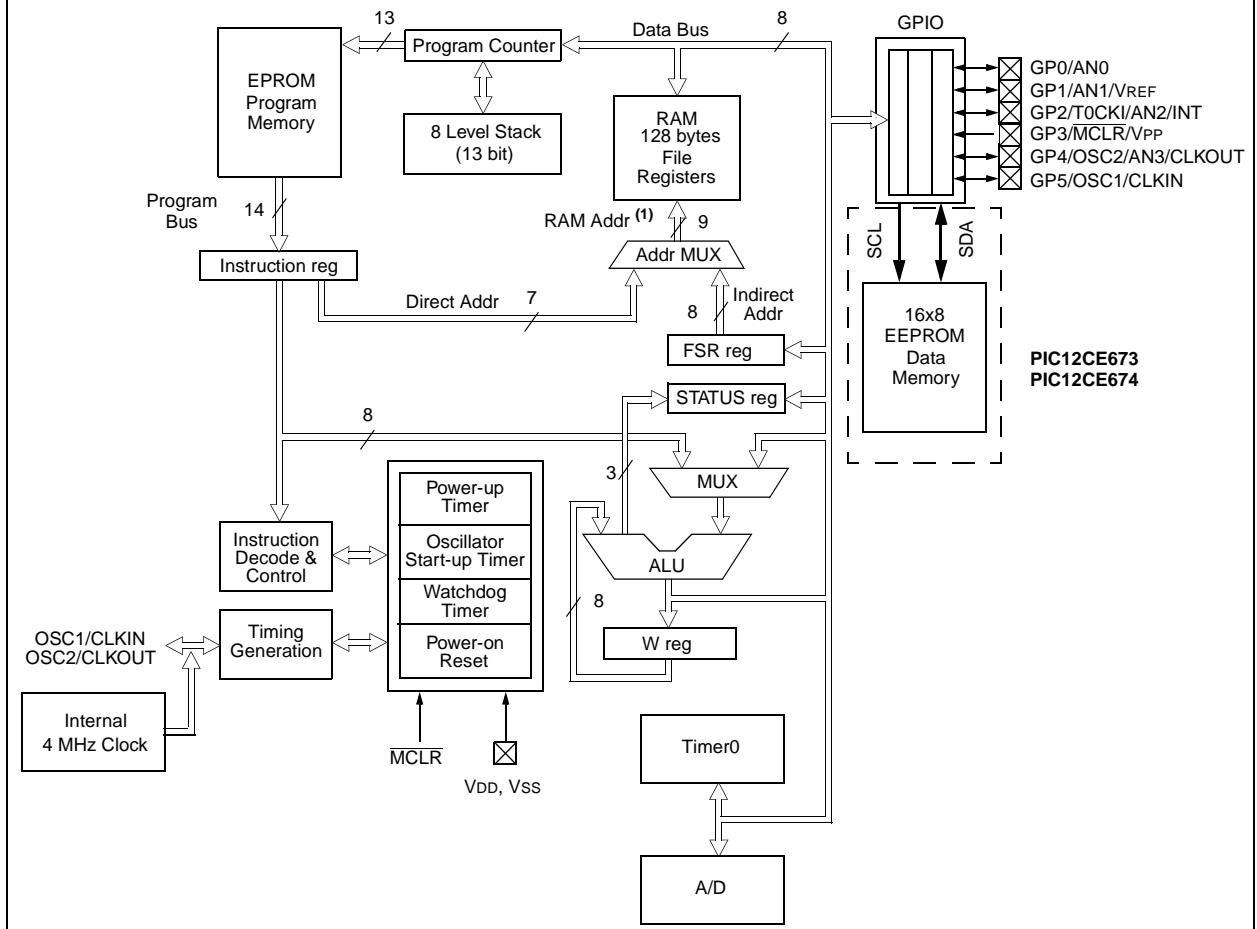 13
Data Bus
8
GPIO
EPROM
Program
Memory
Program Counter
8 Level Stack
(13 bit)
RAM
128 bytes
File
Registers
GP0/AN0
GP1/AN1/VREF
GP2/T0CKI/AN2/INT
GP3/MCLR/VPP
GP4/OSC2/AN3/CLKOUT
GP5/OSC1/CLKIN
Program
Bus
14
RAM Addr (1)
9
SCL
SDA
Instruction reg
Addr MUX
Direct Addr
7
8
Indirect
Addr
16x8
EEPROM
Data
Memory
PIC12CE673
PIC12CE674
FSR reg
STATUS reg
8
3
MUX
Power-up
Timer
Oscillator
Start-up Timer
Watchdog
Timer
Power-on
Reset
Instruction
Decode &
Control
ALU
8
W reg
OSC1/CLKIN
OSC2/CLKOUT
Timing
Generation
Internal
4 MHz Clock
MCLR
VDD, VSS
Timer0
A/D